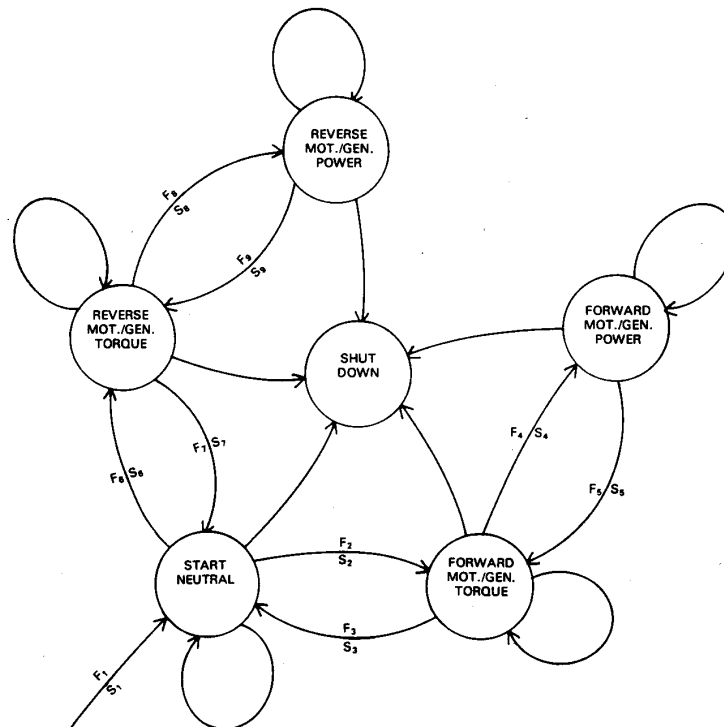 REVERSE
MOT./GEN.
POWER
F8
S8
F9
S9
REVERSE
MOT./GEN.
TORQUE
FORWARD
MOT./GEN.
POWER
SHUT
DOWN
F4 S4
F7 S7
F6 S6
F5 S5
F2
S2
START
NEUTRAL
FORWARD
MOT./GEN.
TORQUE
F3
S3
F1
S1